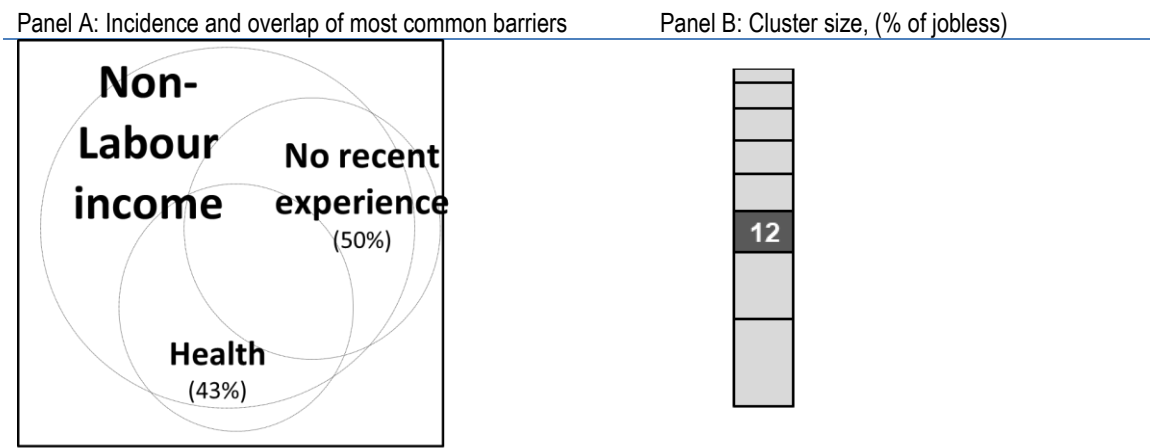 Panel A: Incidence and overlap of most common barriers
Panel B: Cluster size, (% of jobless)
Non-
Labour
income
No recent
experience
(50%)
Health
(43%)
12